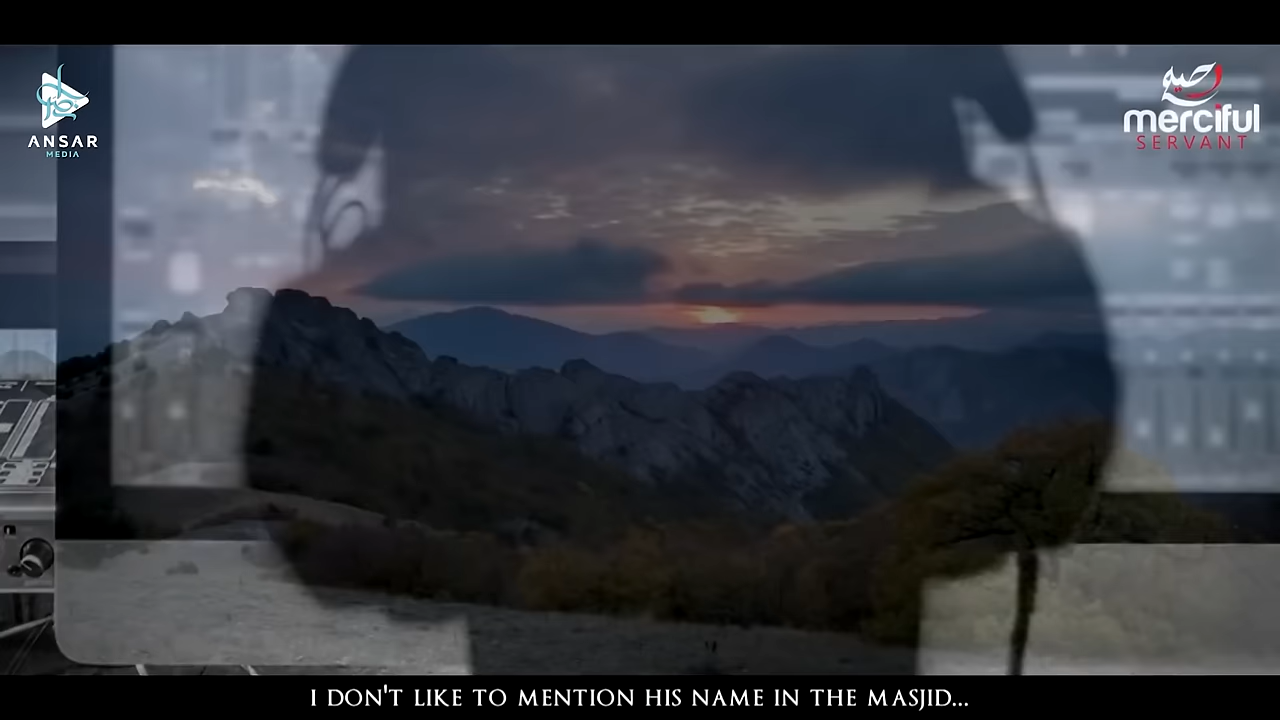 ANSAR
MEDIA
merciful
SERVANT
I DON'T LIKE TO MENTION HIS NAME IN THE MASJID...